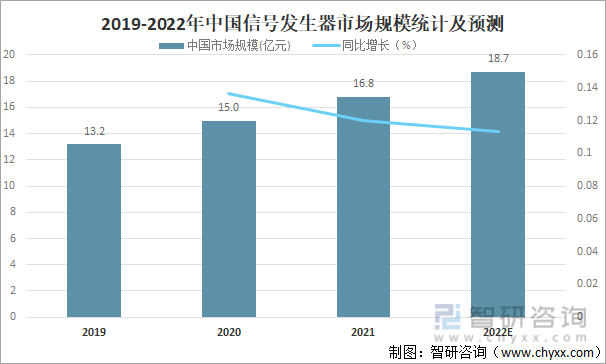 2019-2022年中国信号发生器市场规模统计及预测
中国市场规模(亿元) 同比增长（%）
20 0.16
18 0.14
16 0.12
14 0.1
12 0.08
10 0.06
8 0.04
6 0.02
4 0
2
0
13.2
15.0
16.8
18.7
2019 2020 2021 2022E
智研咨询
www.chyxx.com
制图：智研咨询（www.chyxx.com）